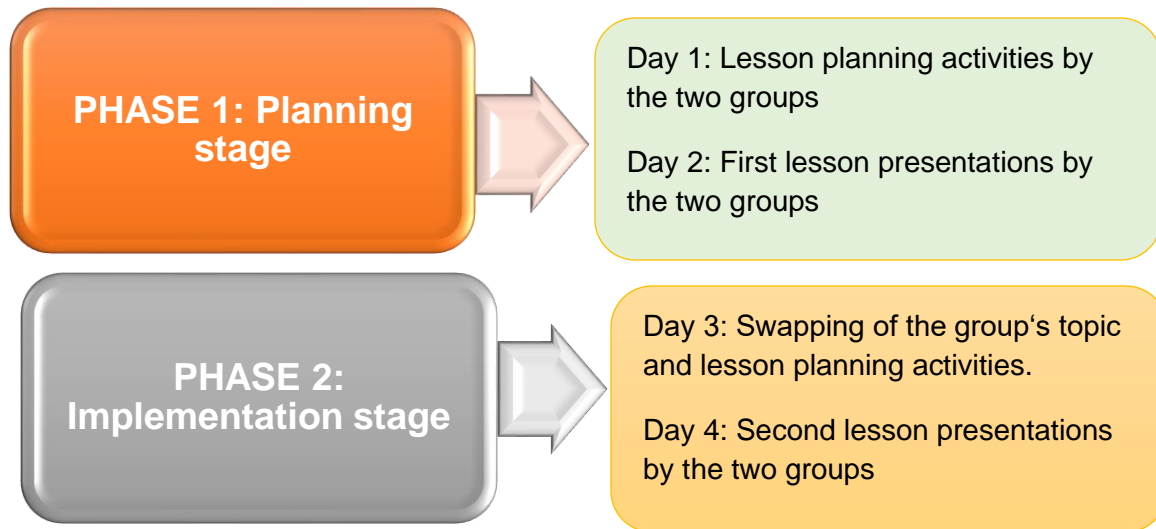 PHASE 1: Planning
stage
Day 1: Lesson planning activities by
the two groups
Day 2: First lesson presentations by
the two groups
PHASE 2:
Implementation stage
Day 3: Swapping of the group‘s topic
and lesson planning activities.
Day 4: Second lesson presentations
by the two groups